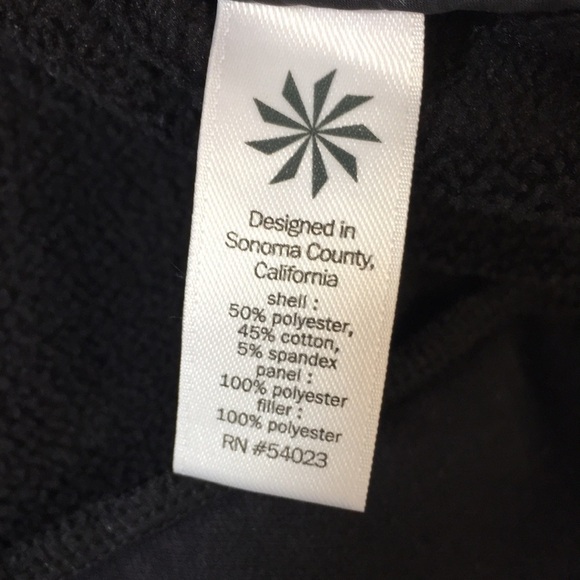 Designed in
Sonoma County,
California
shell :
50% polyester,
45% cotton,
5% spandex
panel :
100% polyester
filler :
100% polyester
RN #54023